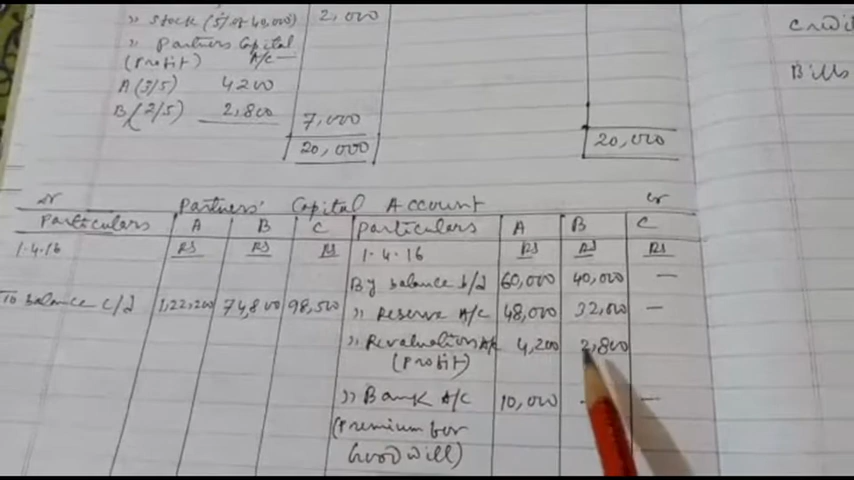 " Stock (5% of 40,000) 2,000
" Partners Capital
(Profit) A/c —
A (3/5) 4200
B (2/5) 2,800 7,000
20,000 20,000
Dr Partners' Capital Account Cr
Particulars A B C Particulars A B C
1.4.16 RS RS RS 1.4.16 RS RS RS
By balance b/d 60,000 40,000 —
To balance c/d 1,22,200 74,800 98,500 " Reserve A/c 48,000 32,000 —
" Revaluation A/c 4,200 2,800
(Profit)
" Bank A/c 10,000 - —
(Premium for
Goodwill)
Credit
Bills